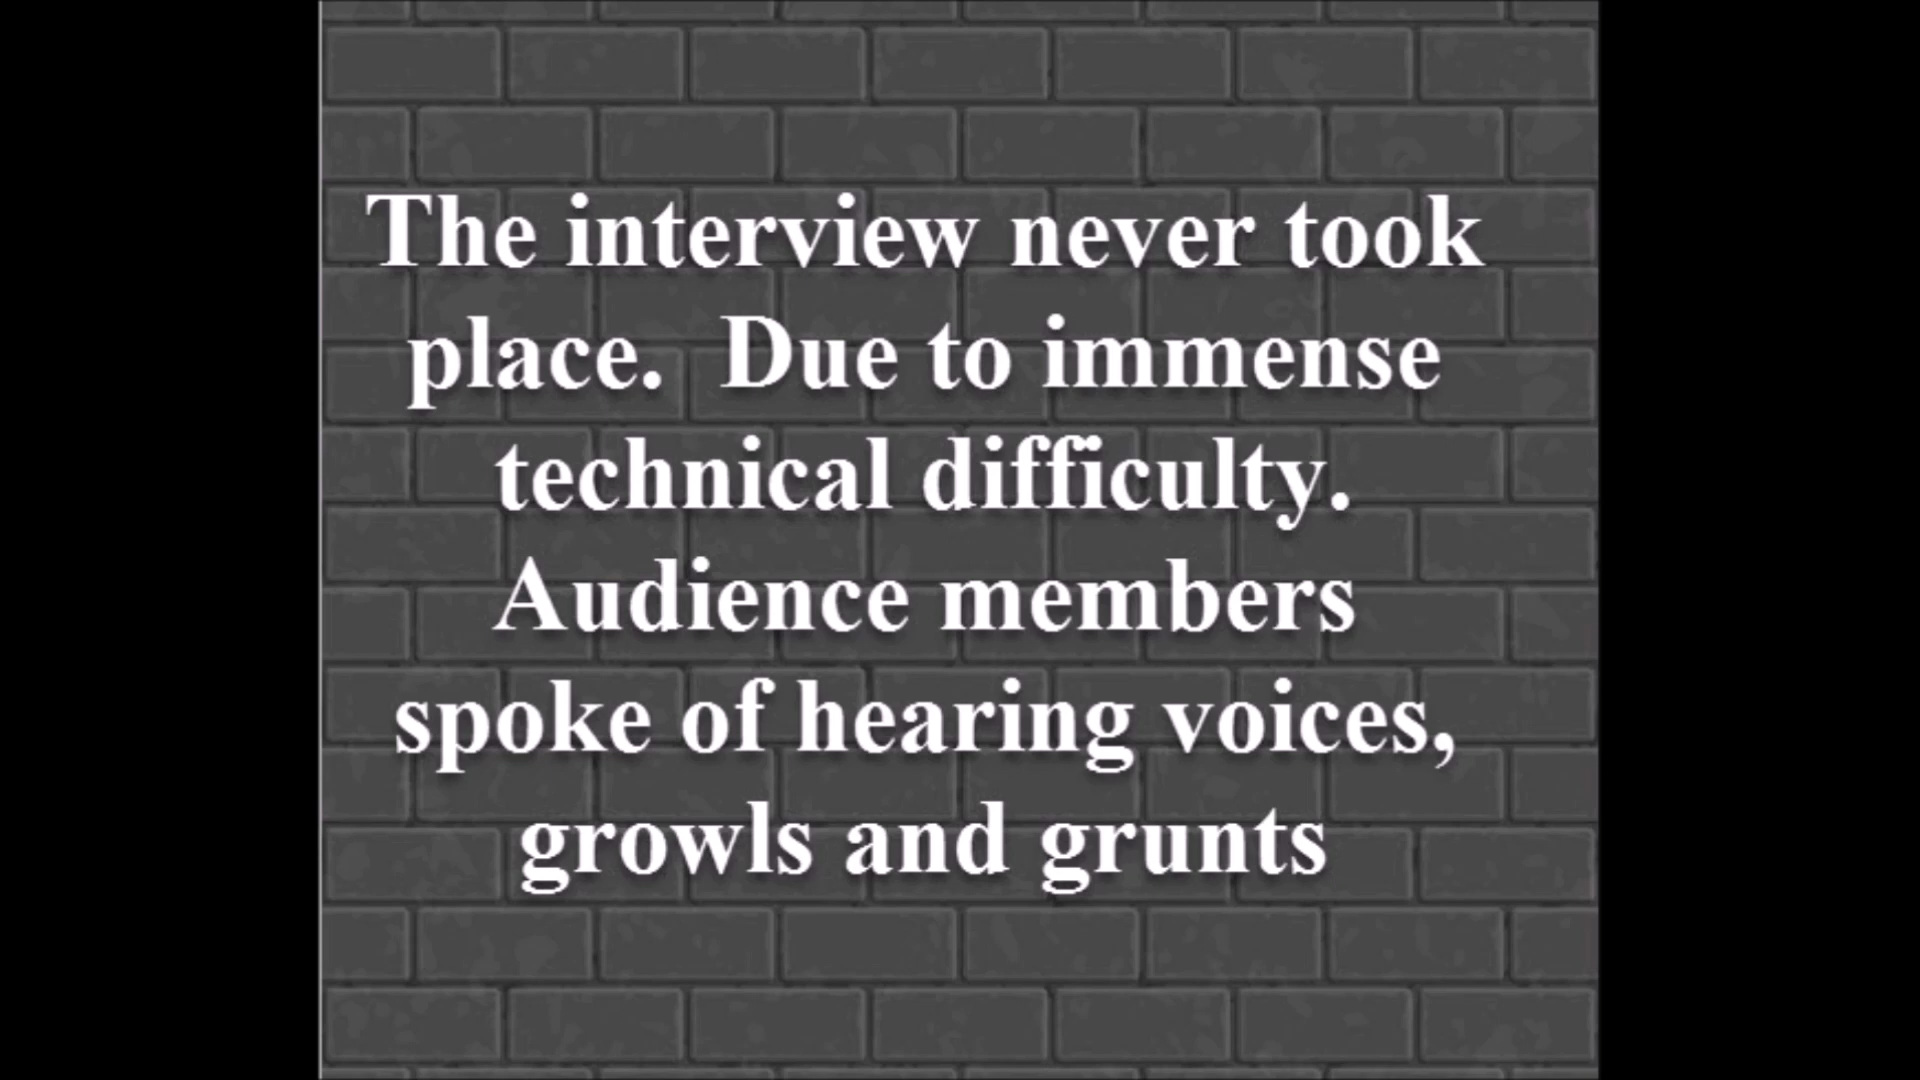 The interview never took
place.  Due to immense
technical difficulty.
Audience members
spoke of hearing voices,
growls and grunts